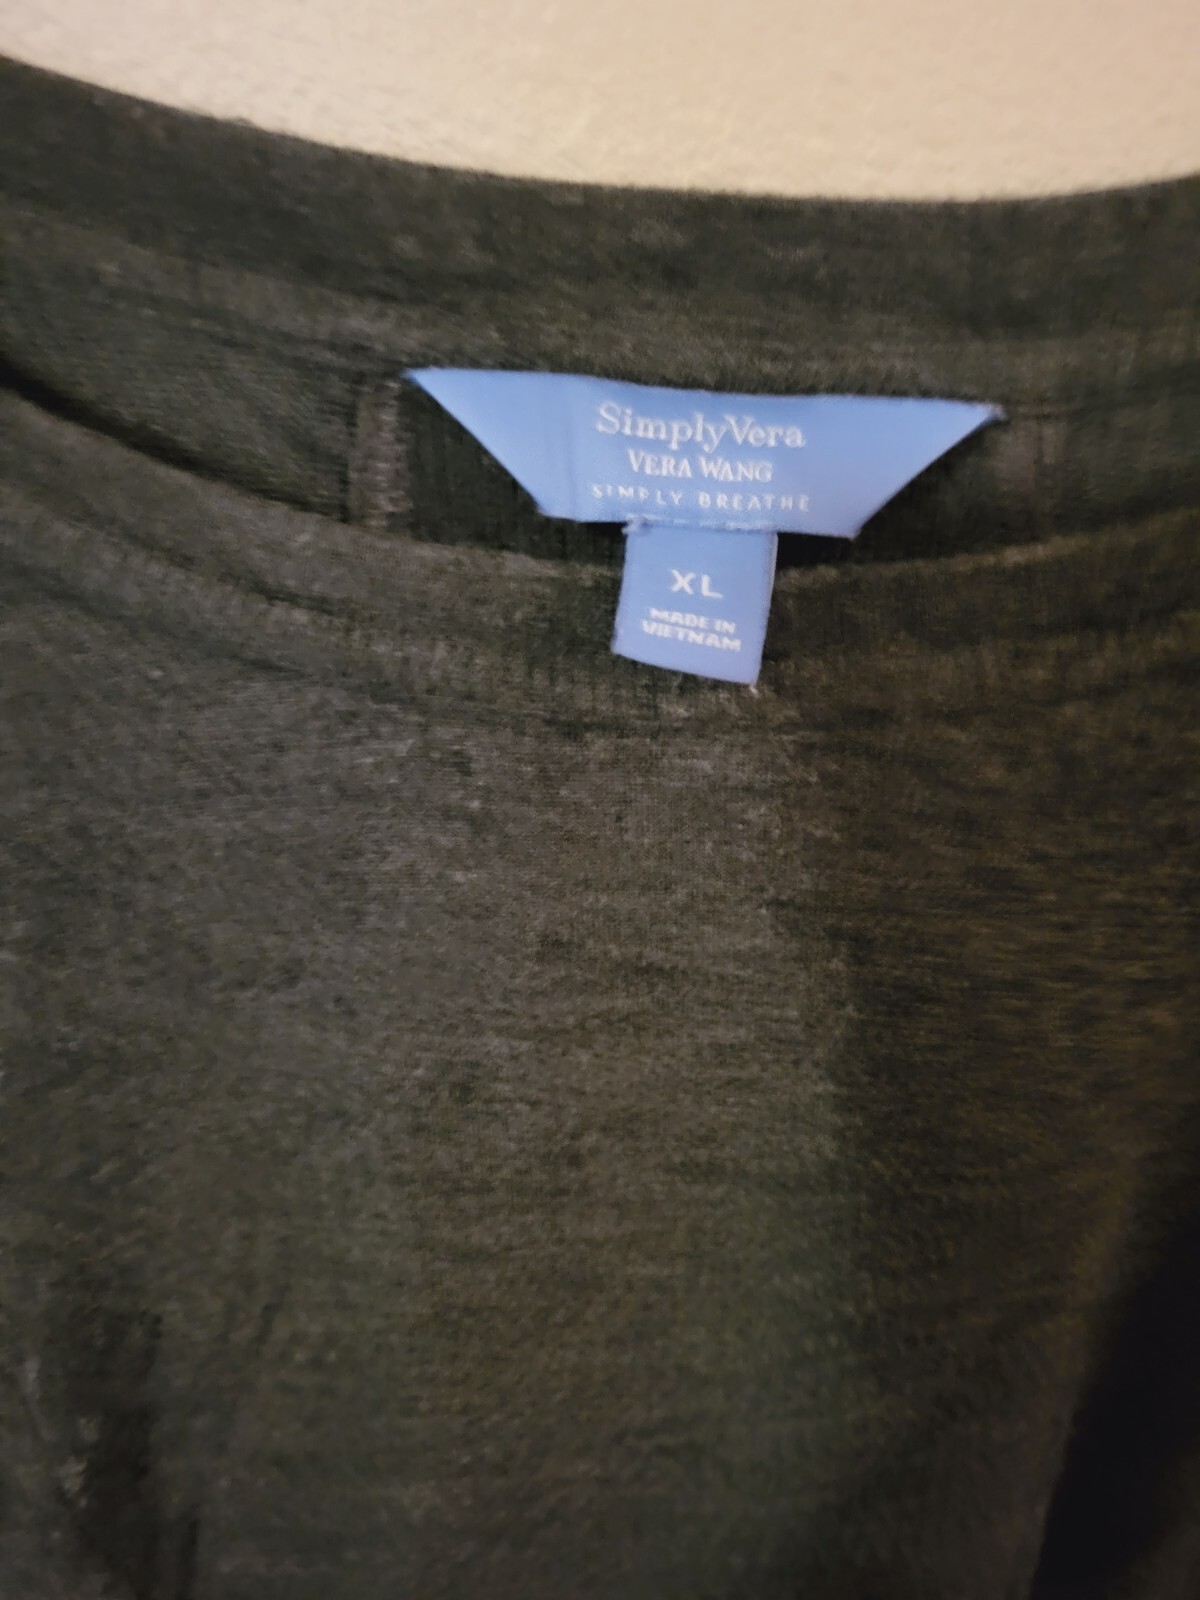 SimplyVera
VERA WANG
SIMPLY BREATHE
XL
MADE IN
VIETNAM